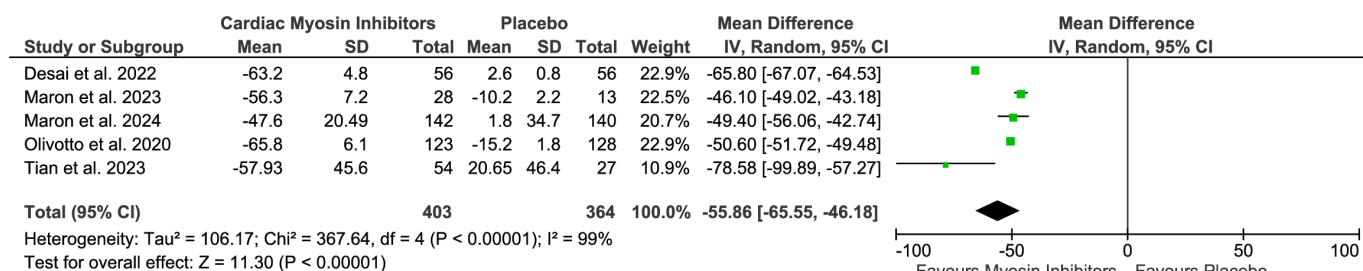 Cardiac Myosin Inhibitors Placebo Mean Difference Mean Difference
Study or Subgroup Mean SD Total Mean SD Total Weight IV, Random, 95% CI IV, Random, 95% CI
Desai et al. 2022 -63.2 4.8 56 2.6 0.8 56 22.9% -65.80 [-67.07, -64.53]
Maron et al. 2023 -56.3 7.2 28 -10.2 2.2 13 22.5% -46.10 [-49.02, -43.18]
Maron et al. 2024 -47.6 20.49 142 1.8 34.7 140 20.7% -49.40 [-56.06, -42.74]
Olivotto et al. 2020 -65.8 6.1 123 -15.2 1.8 128 22.9% -50.60 [-51.72, -49.48]
Tian et al. 2023 -57.93 45.6 54 20.65 46.4 27 10.9% -78.58 [-99.89, -57.27]
Total (95% CI) 403 364 100.0% -55.86 [-65.55, -46.18]
Heterogeneity: Tau² = 106.17; Chi² = 367.64, df = 4 (P < 0.00001); I² = 99%
Test for overall effect: Z = 11.30 (P < 0.00001)
-100 -50 0 50 100
Favours Myosin Inhibitors Favours Placebo